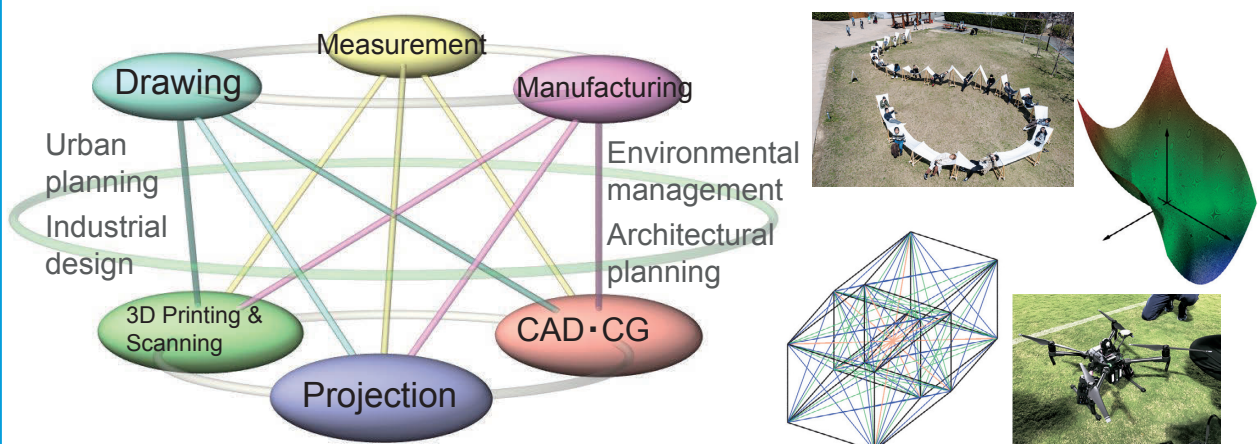 Measurement
Drawing
Manufacturing
Urban
planning
Industrial
design
Environmental
management
Architectural
planning
3D Printing &
Scanning
CAD・CG
Projection